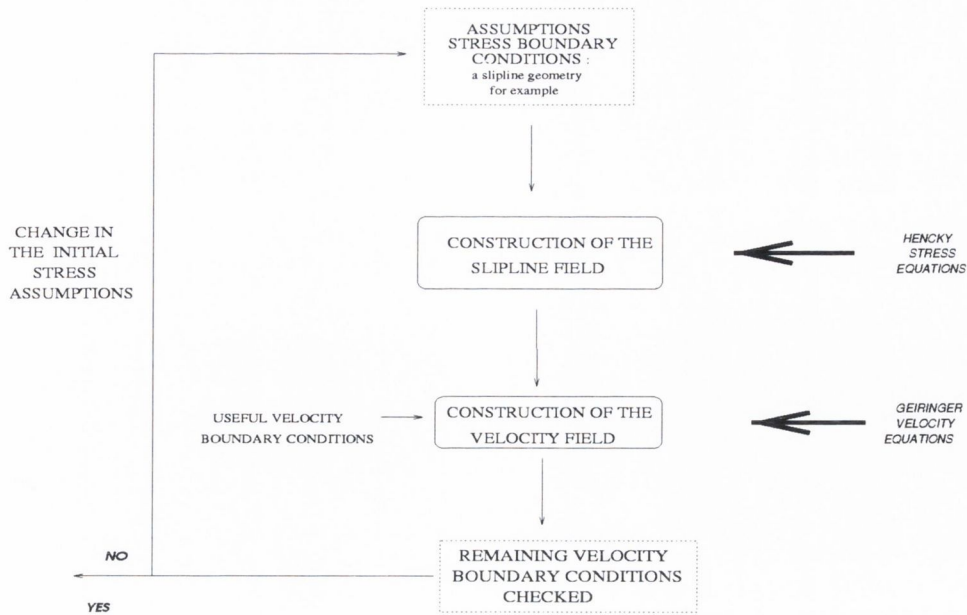 ASSUMPTIONS
STRESS BOUNDARY
CONDITIONS :
a slipline geometry
for example
CHANGE IN
THE INITIAL
STRESS
ASSUMPTIONS
CONSTRUCTION OF THE
SLIPLINE FIELD
HENCKY
STRESS
EQUATIONS
USEFUL VELOCITY
BOUNDARY CONDITIONS
CONSTRUCTION OF THE
VELOCITY FIELD
GEIRINGER
VELOCITY
EQUATIONS
NO
REMAINING VELOCITY
BOUNDARY CONDITIONS
CHECKED
YES